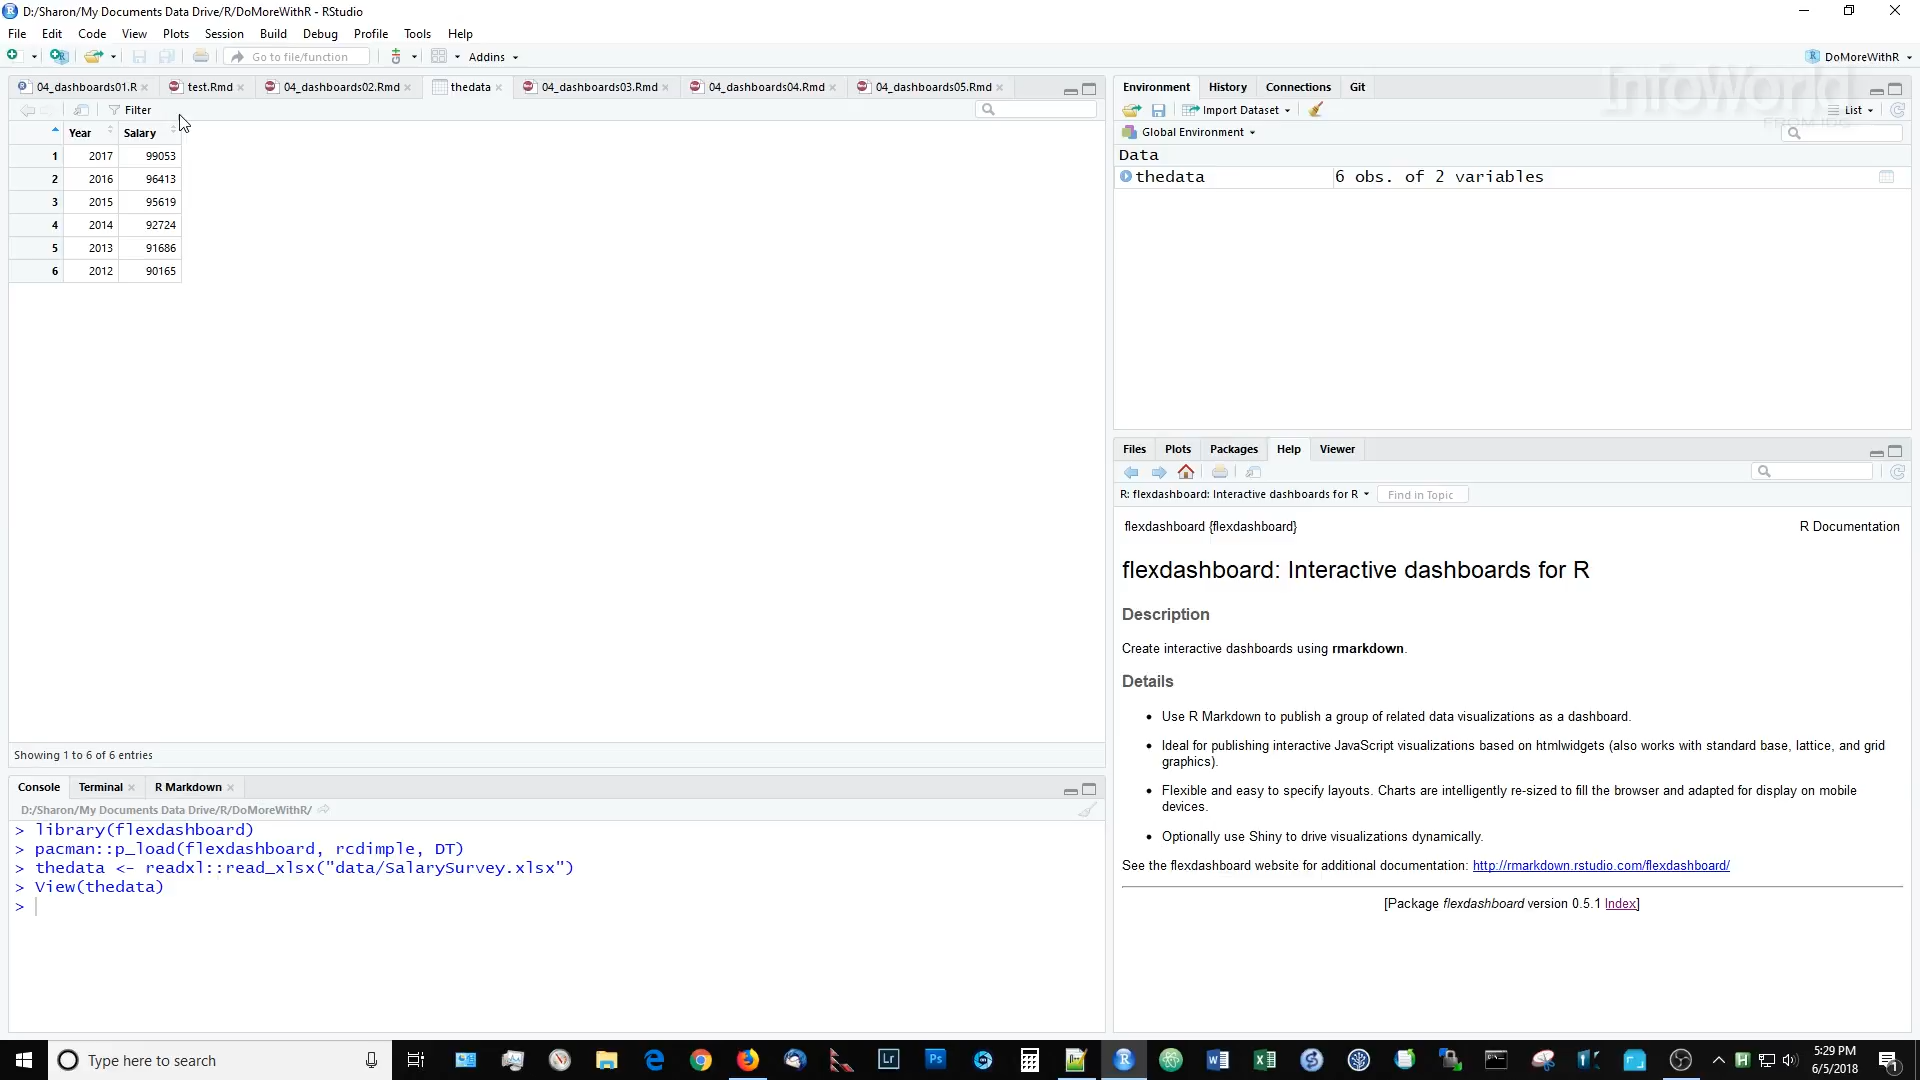 D:/Sharon/My Documents Data Drive/R/DoMoreWithR - RStudio
File Edit Code View Plots Session Build Debug Profile Tools Help
Go to file/function Addins DoMoreWithR
04_dashboards01.R test.Rmd 04_dashboards02.Rmd thedata 04_dashboards03.Rmd 04_dashboards04.Rmd 04_dashboards05.Rmd
Filter
Year Salary
1 2017 99053
2 2016 96413
3 2015 95619
4 2014 92724
5 2013 91686
6 2012 90165
Showing 1 to 6 of 6 entries
Console Terminal R Markdown
D:/Sharon/My Documents Data Drive/R/DoMoreWithR/
> library(flexdashboard)
> pacman::p_load(flexdashboard, rcdimple, DT)
> thedata <- readxl::read_xlsx("data/SalarySurvey.xlsx")
> View(thedata)
>
Environment History Connections Git
InfoWorld
FROM IDG
Import Dataset List
Global Environment
Data
thedata 6 obs. of 2 variables
Files Plots Packages Help Viewer
R: flexdashboard: Interactive dashboards for R Find in Topic
flexdashboard {flexdashboard} R Documentation
flexdashboard: Interactive dashboards for R
Description
Create interactive dashboards using rmarkdown.
Details
• Use R Markdown to publish a group of related data visualizations as a dashboard.
• Ideal for publishing interactive JavaScript visualizations based on htmlwidgets (also works with standard base, lattice, and grid
graphics).
• Flexible and easy to specify layouts. Charts are intelligently re-sized to fill the browser and adapted for display on mobile
devices.
• Optionally use Shiny to drive visualizations dynamically.
See the flexdashboard website for additional documentation: http://rmarkdown.rstudio.com/flexdashboard/
[Package flexdashboard version 0.5.1 Index]
Type here to search
Lr Ps
5:29 PM
6/5/2018